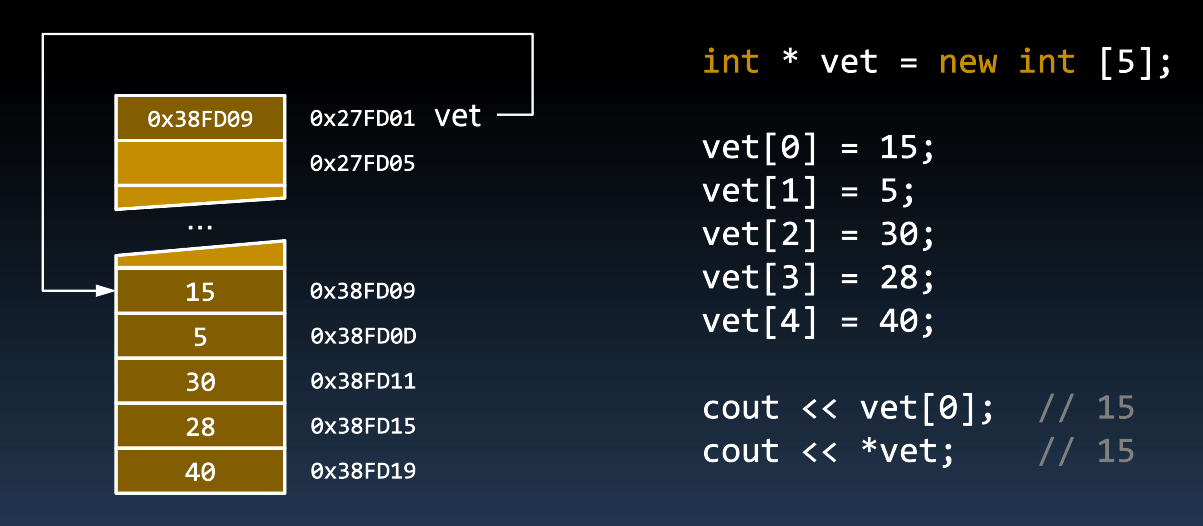 0x38FD09 0x27FD01 vet
0x27FD05
...
15 0x38FD09
5 0x38FD0D
30 0x38FD11
28 0x38FD15
40 0x38FD19
int * vet = new int [5];
vet[0] = 15;
vet[1] = 5;
vet[2] = 30;
vet[3] = 28;
vet[4] = 40;
cout << vet[0]; // 15
cout << *vet; // 15